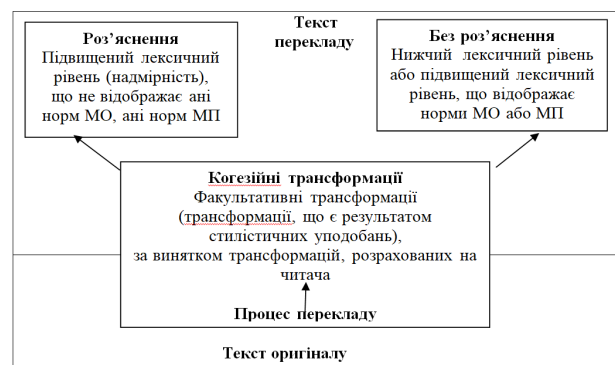 Текст
перекладу
Роз’яснення
Підвищений лексичний
рівень (надмірність),
що не відображає ані
норм МО, ані норм МП
Без роз’яснення
Нижчий лексичний рівень
або підвищений лексичний
рівень, що відображає
норми МО або МП
Когезійні трансформації
Факультативні трансформації
(трансформації, що є результатом
стилістичних уподобань),
за винятком трансформацій, розрахованих на
читача
Процес перекладу
Текст оригіналу